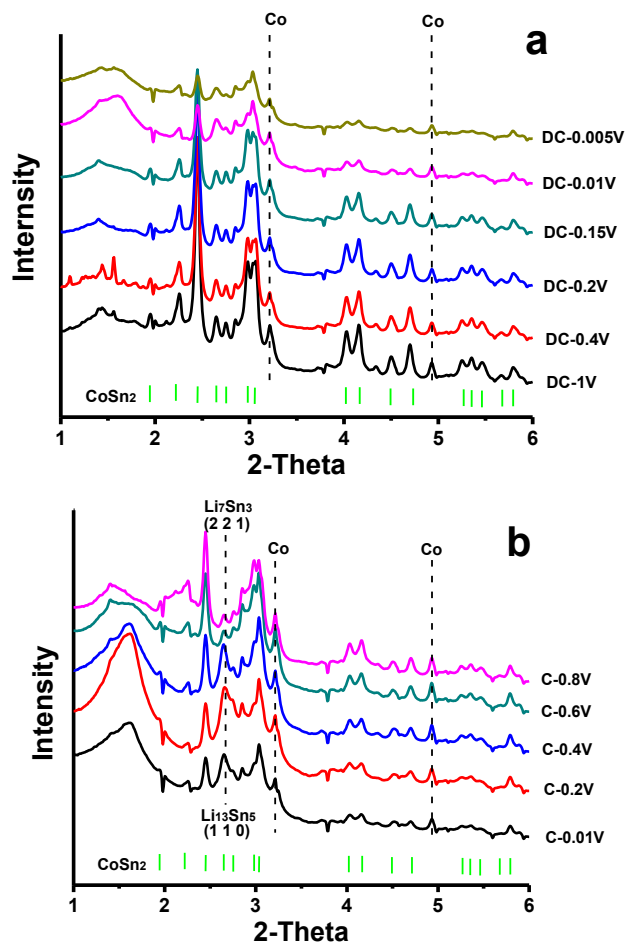 Co
Co
a
DC-0.005V
DC-0.01V
DC-0.15V
DC-0.2V
DC-0.4V
DC-1V
CoSn2
Internsity
1 2 3 4 5 6
2-Theta
Li7Sn3
(2 2 1)
Co
Co
b
C-0.8V
C-0.6V
C-0.4V
C-0.2V
C-0.01V
Li13Sn5
(1 1 0)
CoSn2
Intensity
1 2 3 4 5 6
2-Theta